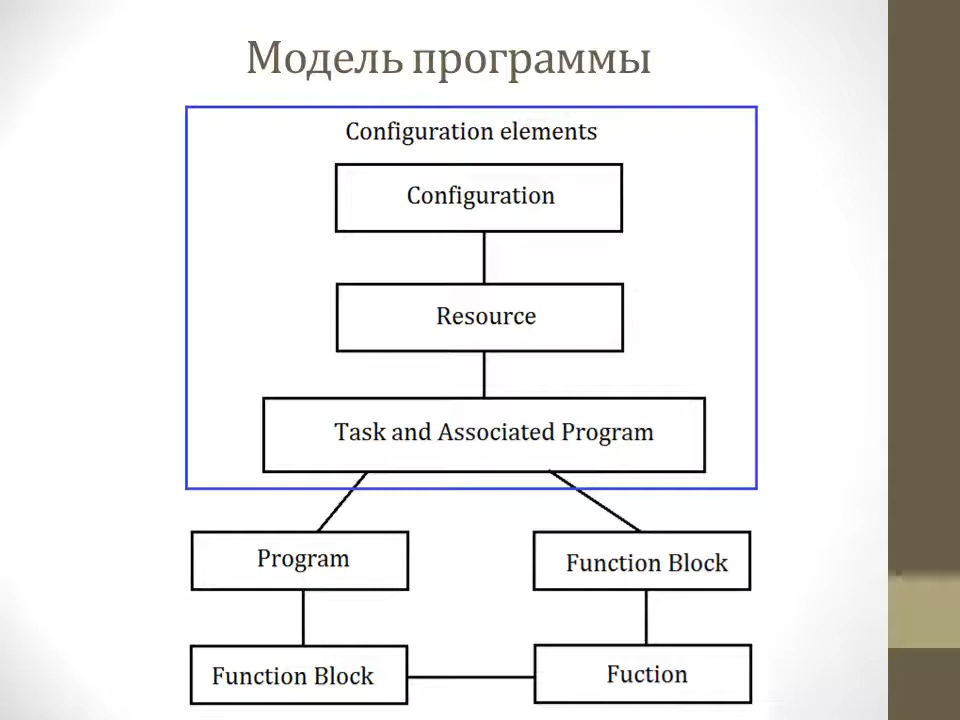 Модель программы
Configuration elements
Configuration
Resource
Task and Associated Program
Program
Function Block
Function Block
Fuction